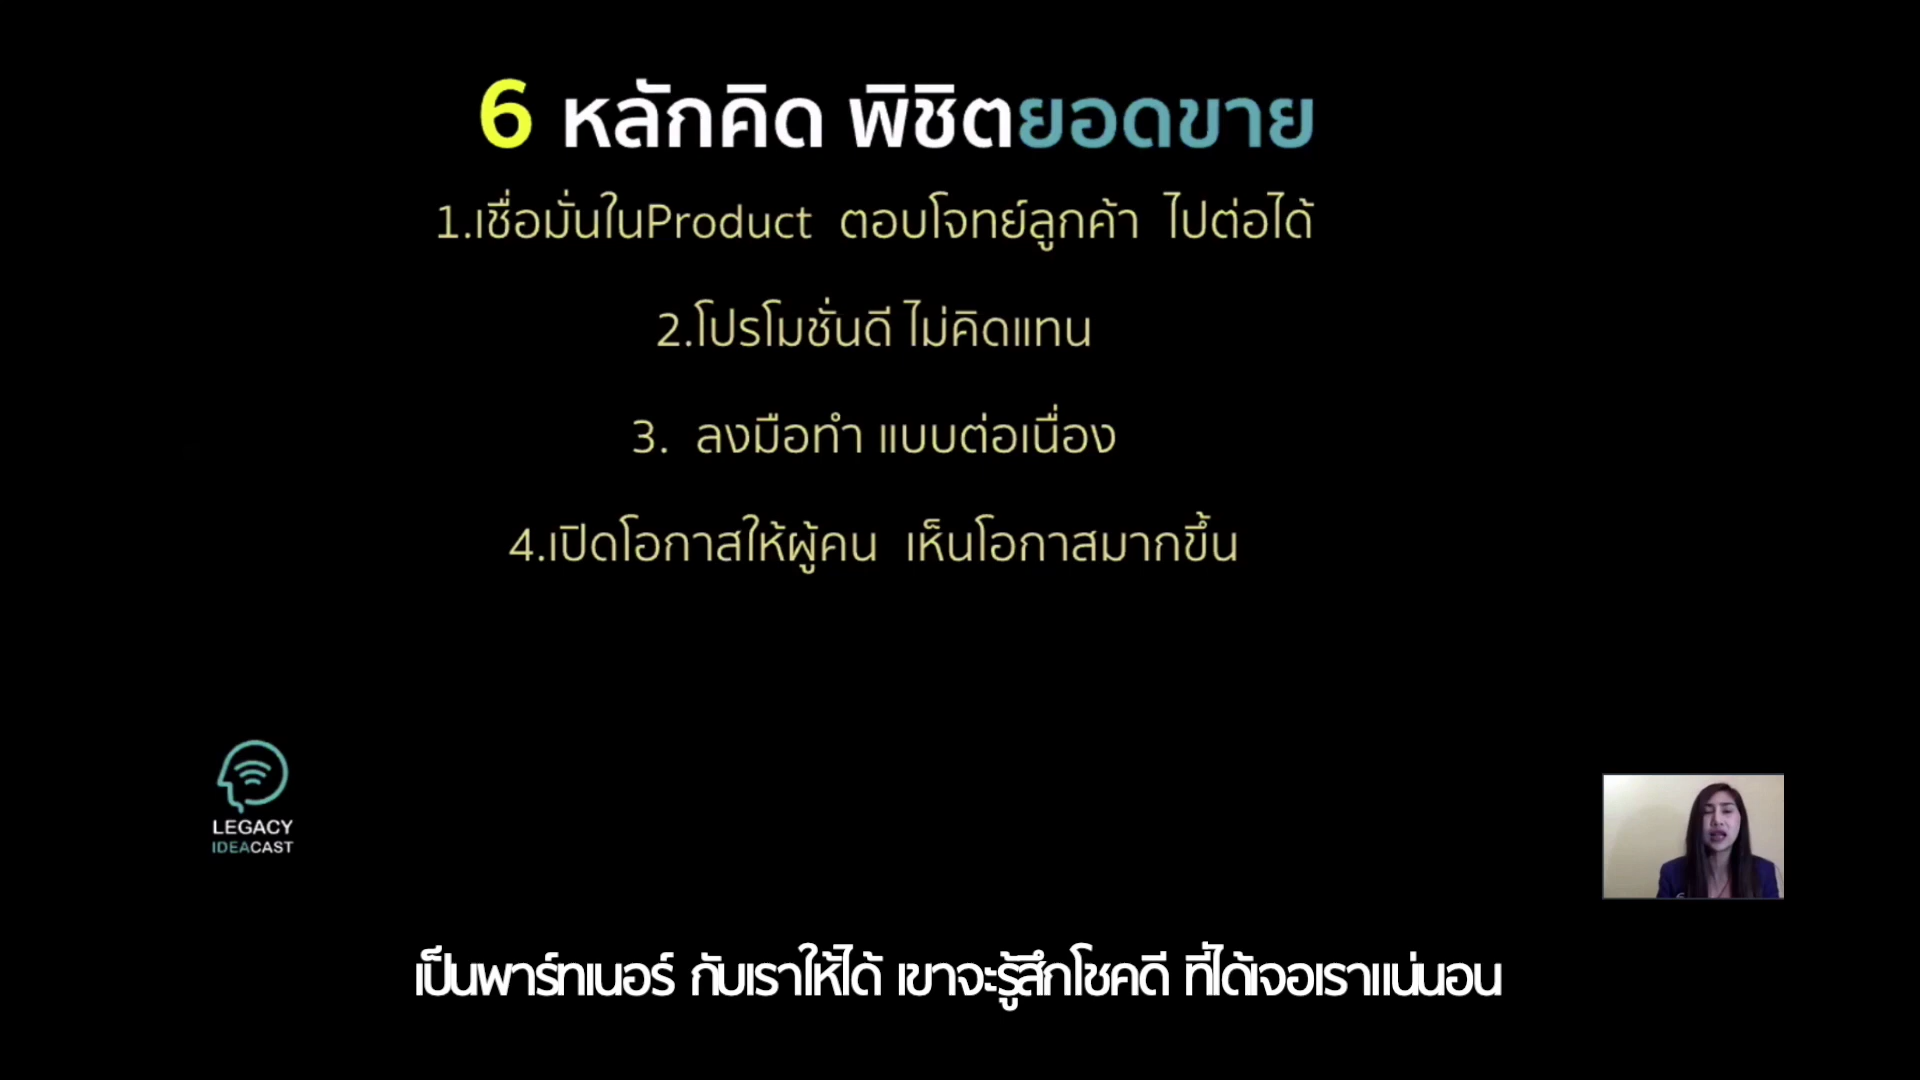 6 หลักคิด พิชิตยอดขาย
1.เชื่อมั่นในProduct ตอบโจทย์ลูกค้า ไปต่อได้
2.โปรโมชั่นดี ไม่คิดแทน
3. ลงมือทำ แบบต่อเนื่อง
4.เปิดโอกาสให้ผู้คน เห็นโอกาสมากขึ้น
LEGACY
IDEACAST
เป็นพาร์ทเนอร์ กับเราให้ได้ เขาจะรู้สึกโชคดี ที่ได้เจอเราแน่นอน